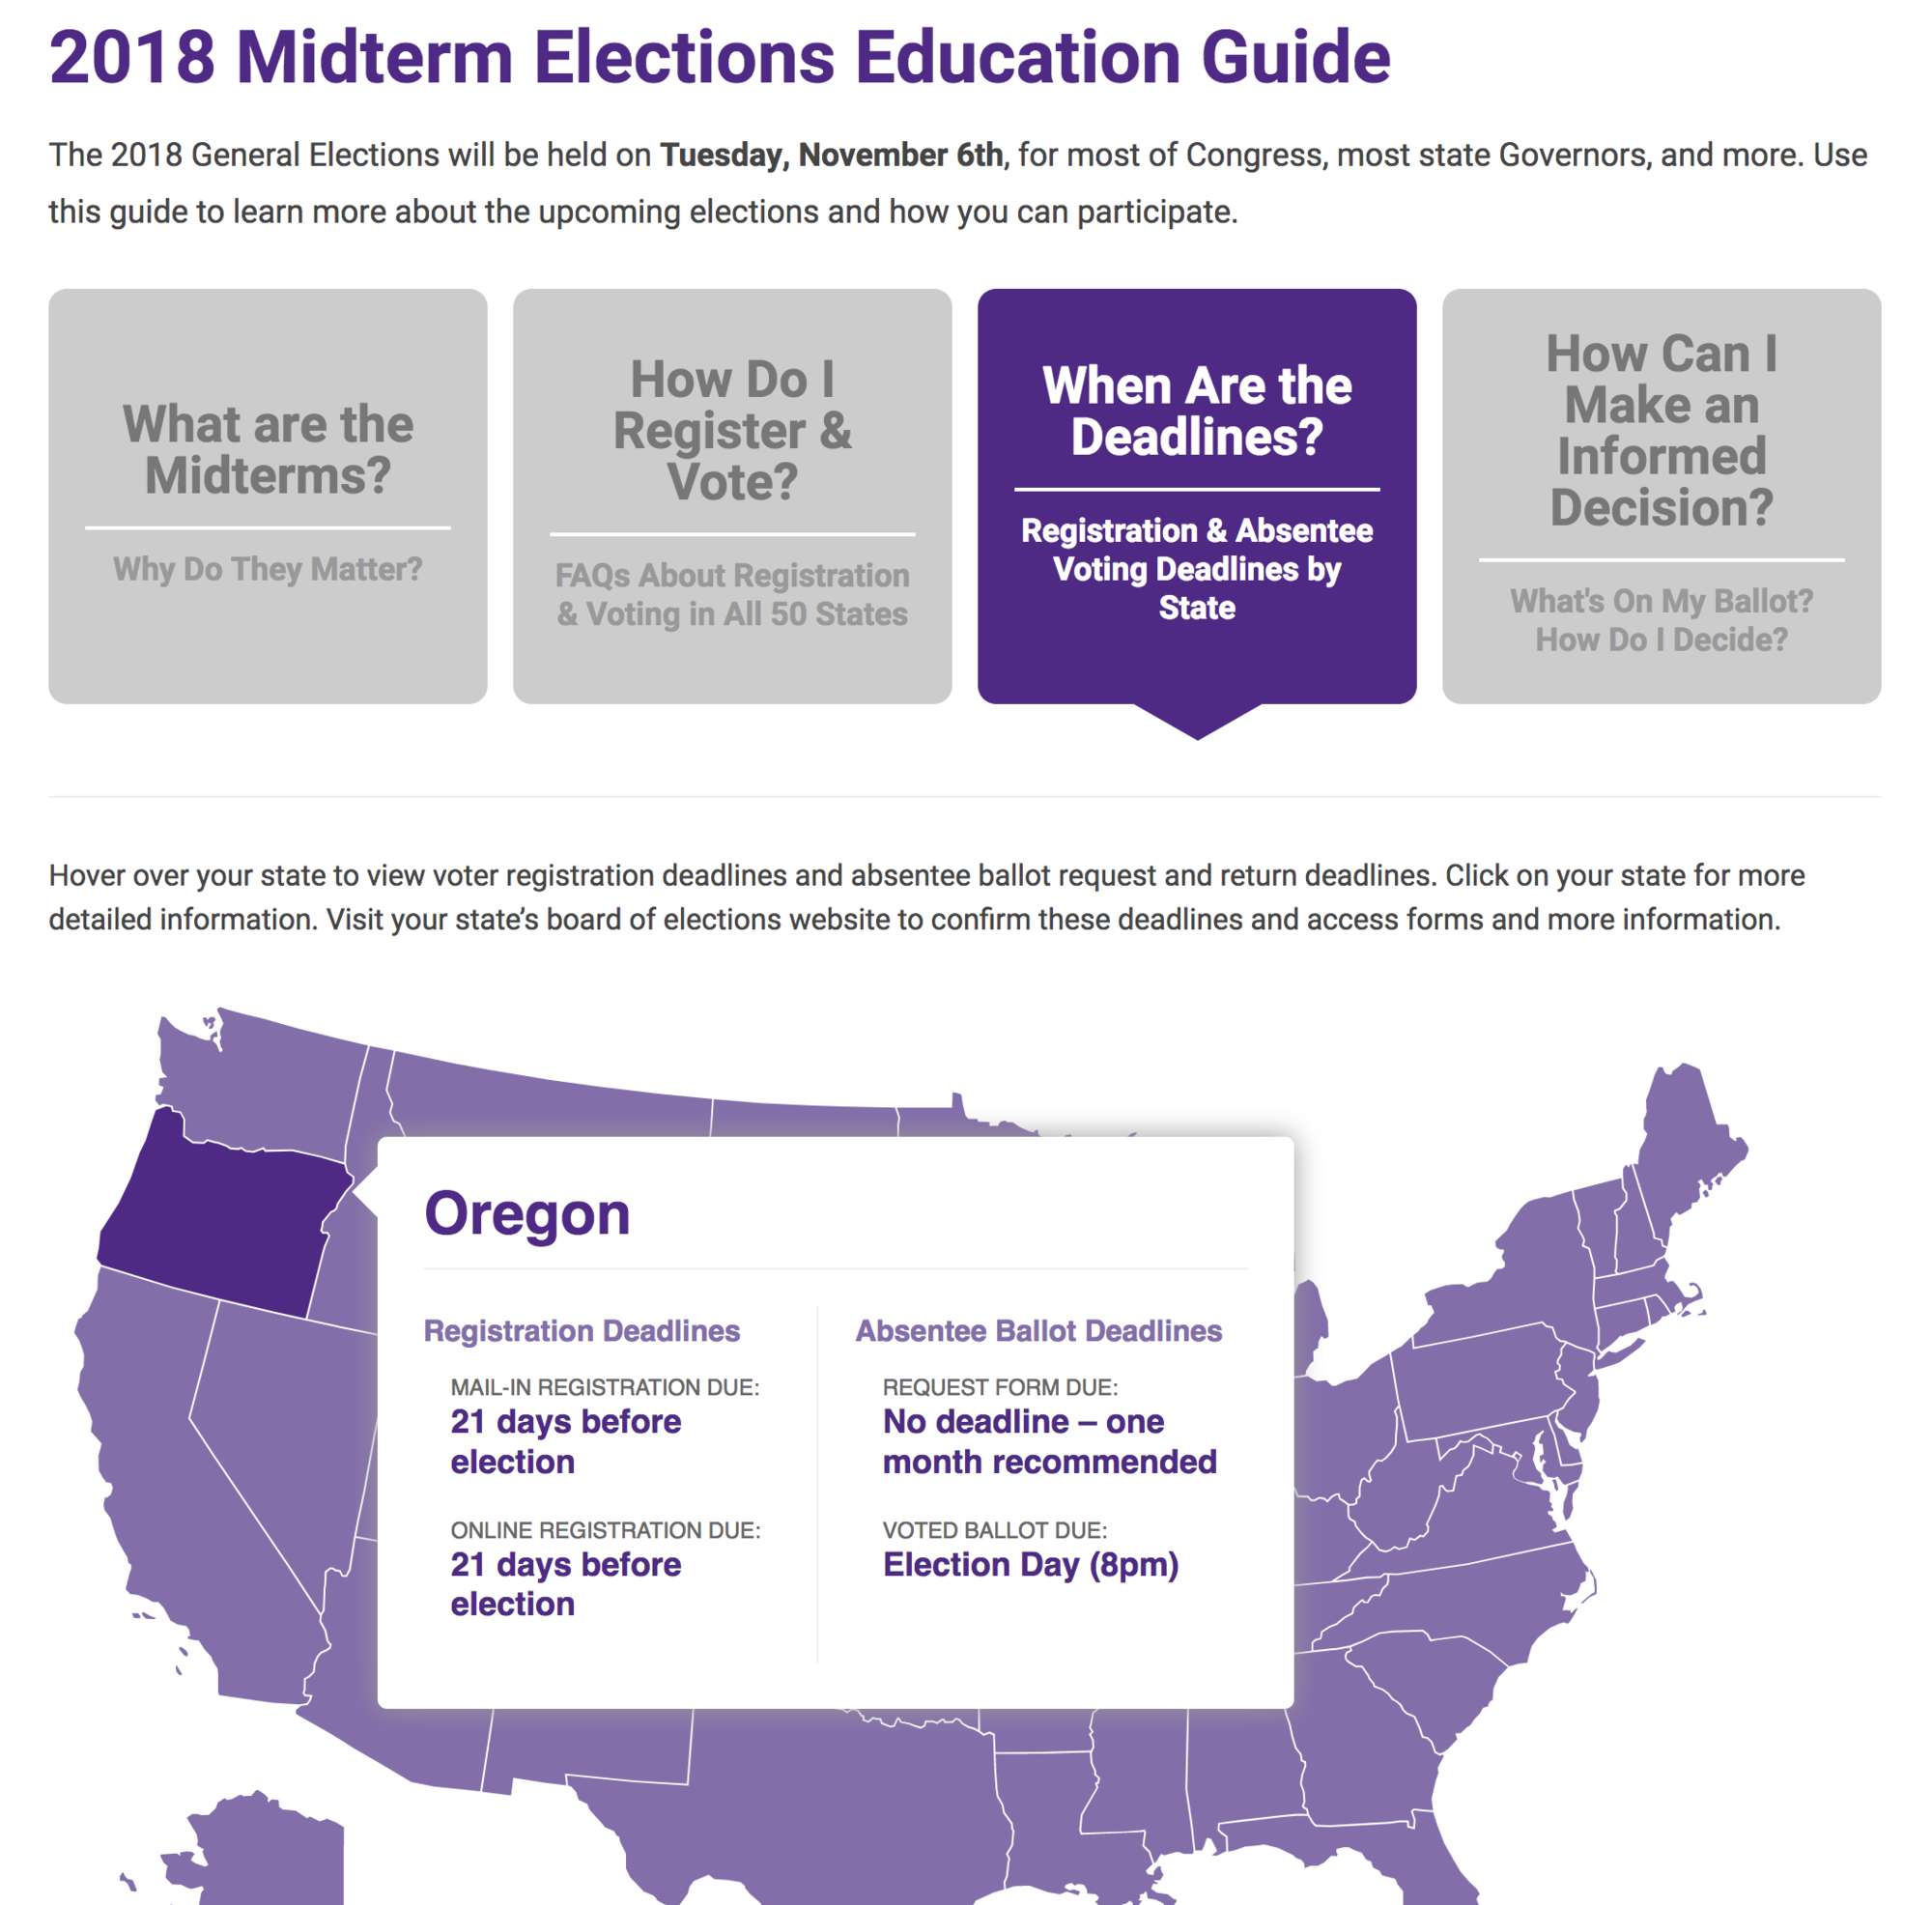 2018 Midterm Elections Education Guide
The 2018 General Elections will be held on Tuesday, November 6th, for most of Congress, most state Governors, and more. Use
this guide to learn more about the upcoming elections and how you can participate.
What are the
Midterms?
Why Do They Matter?
How Do I
Register &
Vote?
FAQs About Registration
& Voting in All 50 States
When Are the
Deadlines?
Registration & Absentee
Voting Deadlines by
State
How Can I
Make an
Informed
Decision?
What's On My Ballot?
How Do I Decide?
Hover over your state to view voter registration deadlines and absentee ballot request and return deadlines. Click on your state for more
detailed information. Visit your state’s board of elections website to confirm these deadlines and access forms and more information.
Oregon
Registration Deadlines
MAIL-IN REGISTRATION DUE:
21 days before
election
ONLINE REGISTRATION DUE:
21 days before
election
Absentee Ballot Deadlines
REQUEST FORM DUE:
No deadline – one
month recommended
VOTED BALLOT DUE:
Election Day (8pm)